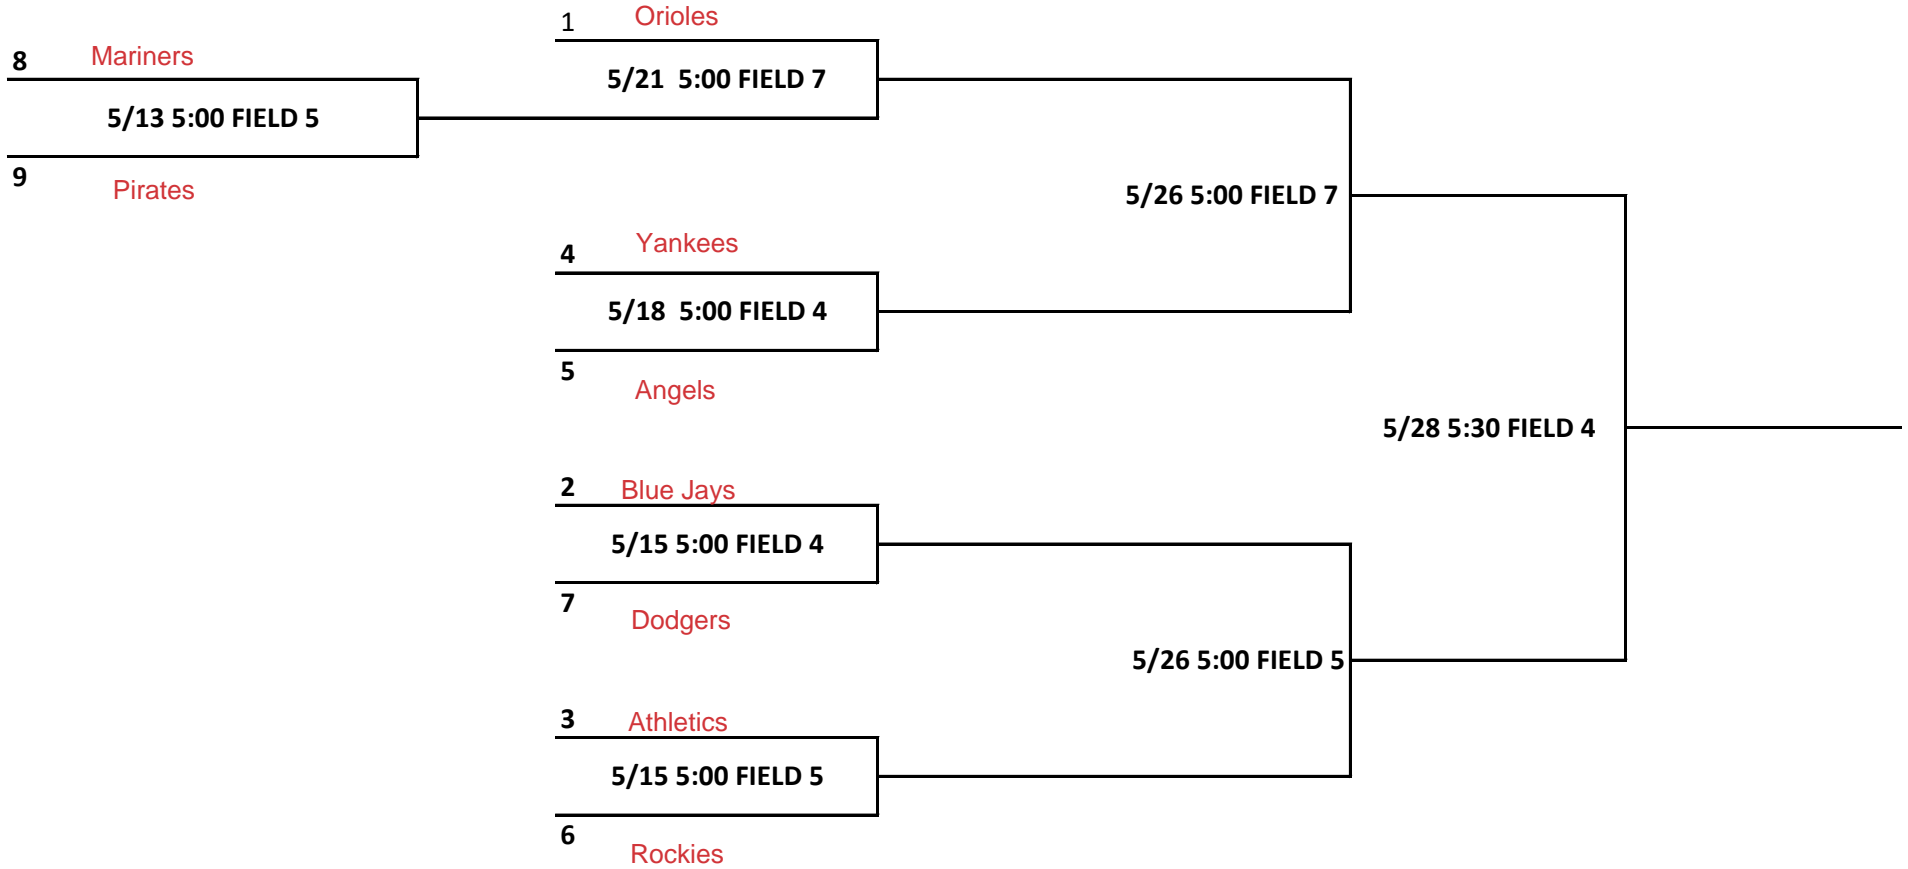 1 Orioles
8 Mariners
5/21 5:00 FIELD 7
5/13 5:00 FIELD 5
9 Pirates
5/26 5:00 FIELD 7
4 Yankees
5/18 5:00 FIELD 4
5 Angels
5/28 5:30 FIELD 4
2 Blue Jays
5/15 5:00 FIELD 4
7 Dodgers
5/26 5:00 FIELD 5
3 Athletics
5/15 5:00 FIELD 5
6 Rockies